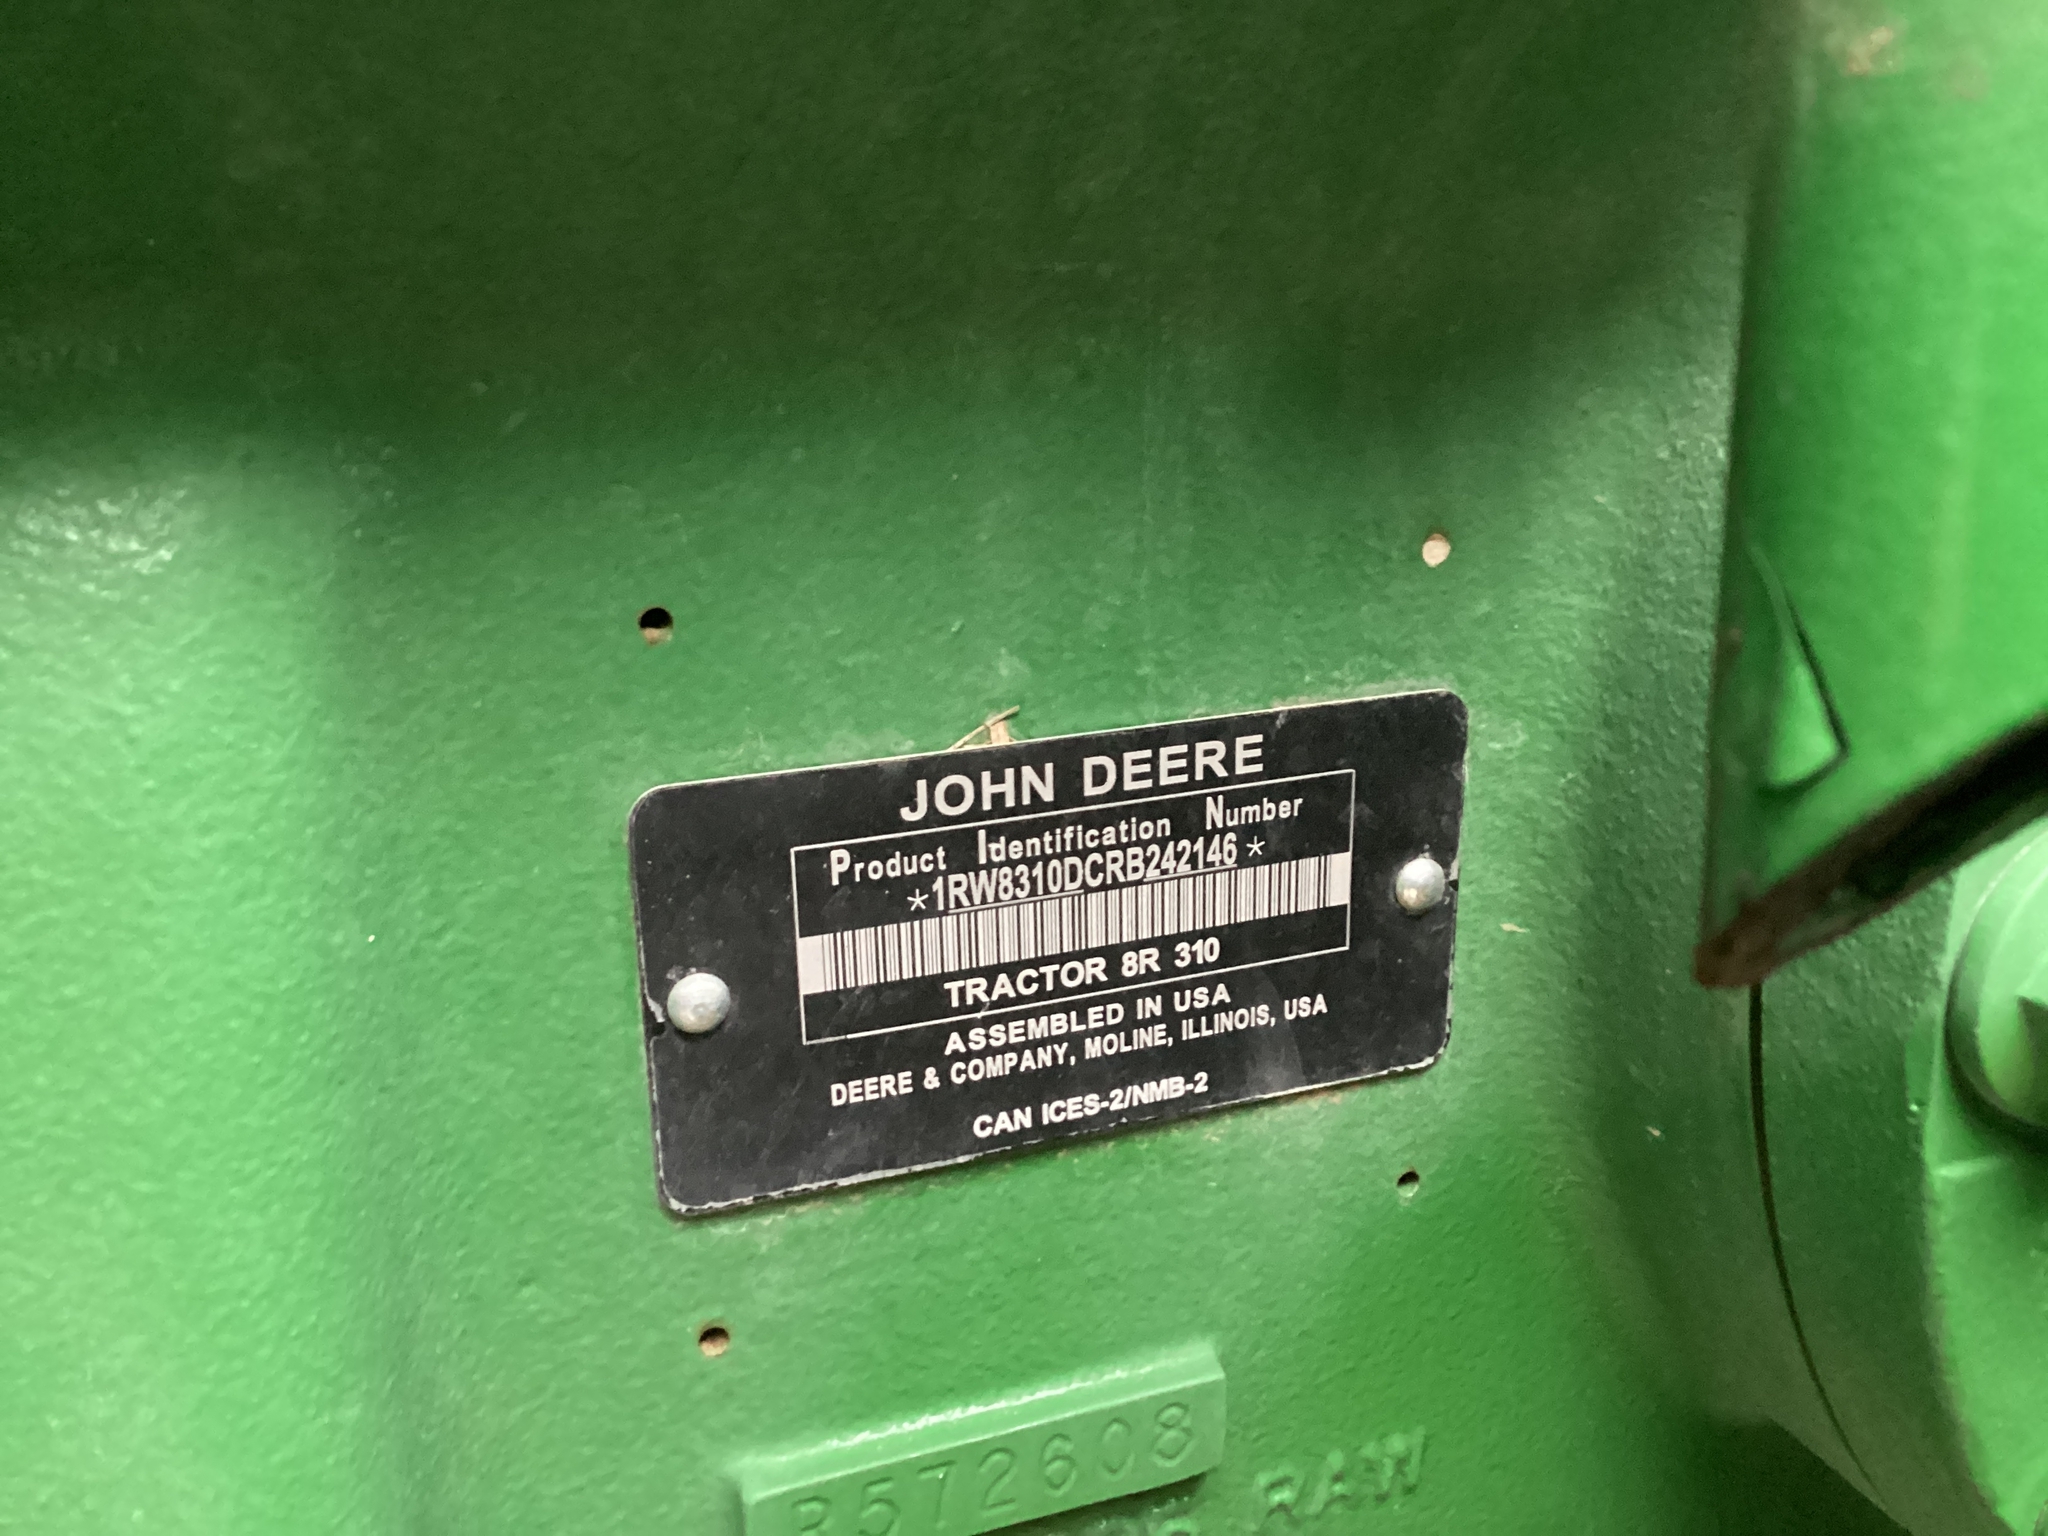 JOHN DEERE
Product Identification Number
*1RW8310DCRB242146*
TRACTOR 8R 310
ASSEMBLED IN USA
DEERE & COMPANY, MOLINE, ILLINOIS, USA
CAN ICES-2/NMB-2
R572608
RAW